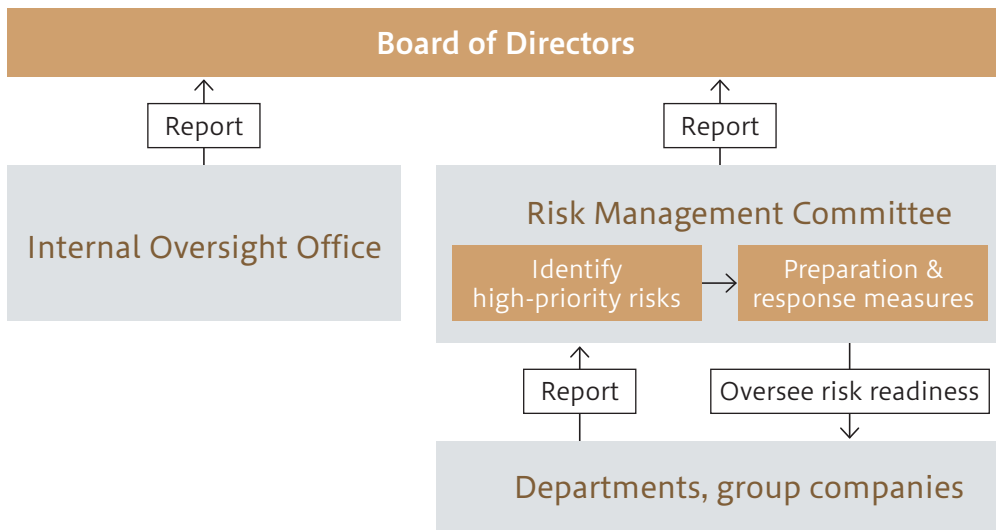 Board of Directors
Report
Report
Internal Oversight Office
Risk Management Committee
Identify
high-priority risks
Preparation &
response measures
Report
Oversee risk readiness
Departments, group companies